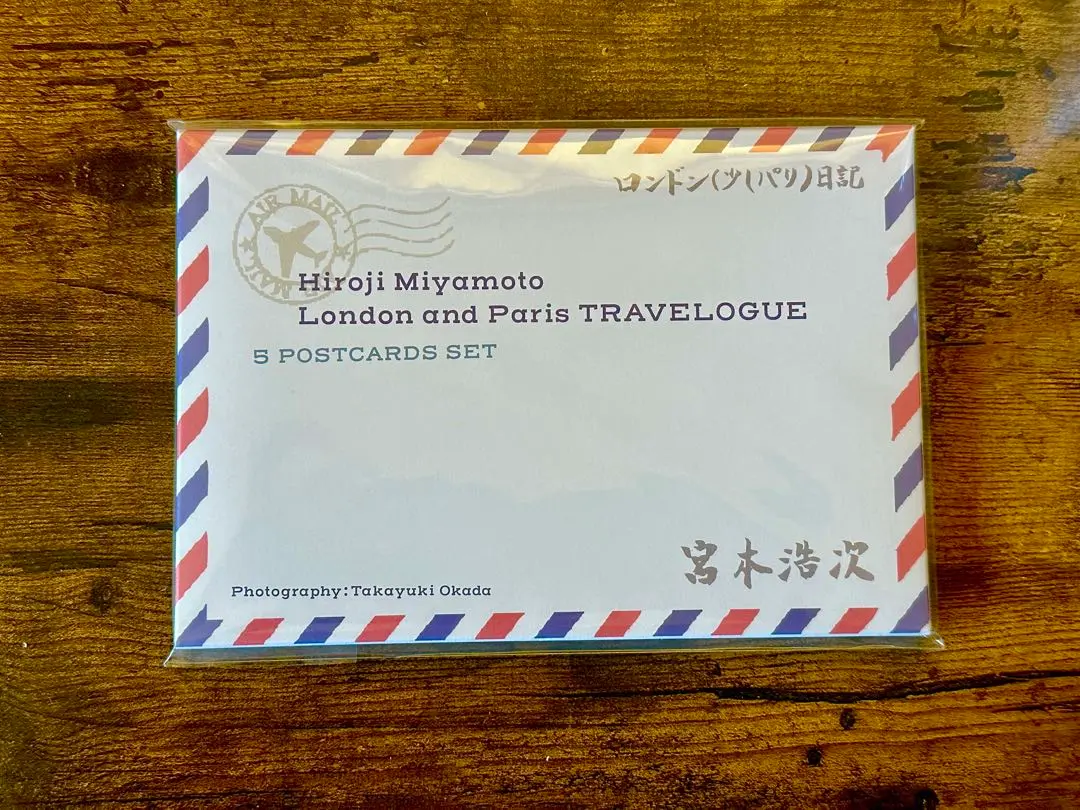 ロンドン(少しパリ)日記
AIR MAIL
Hiroji Miyamoto
London and Paris TRAVELOGUE
5 POSTCARDS SET
宮本浩次
Photography:Takayuki Okada